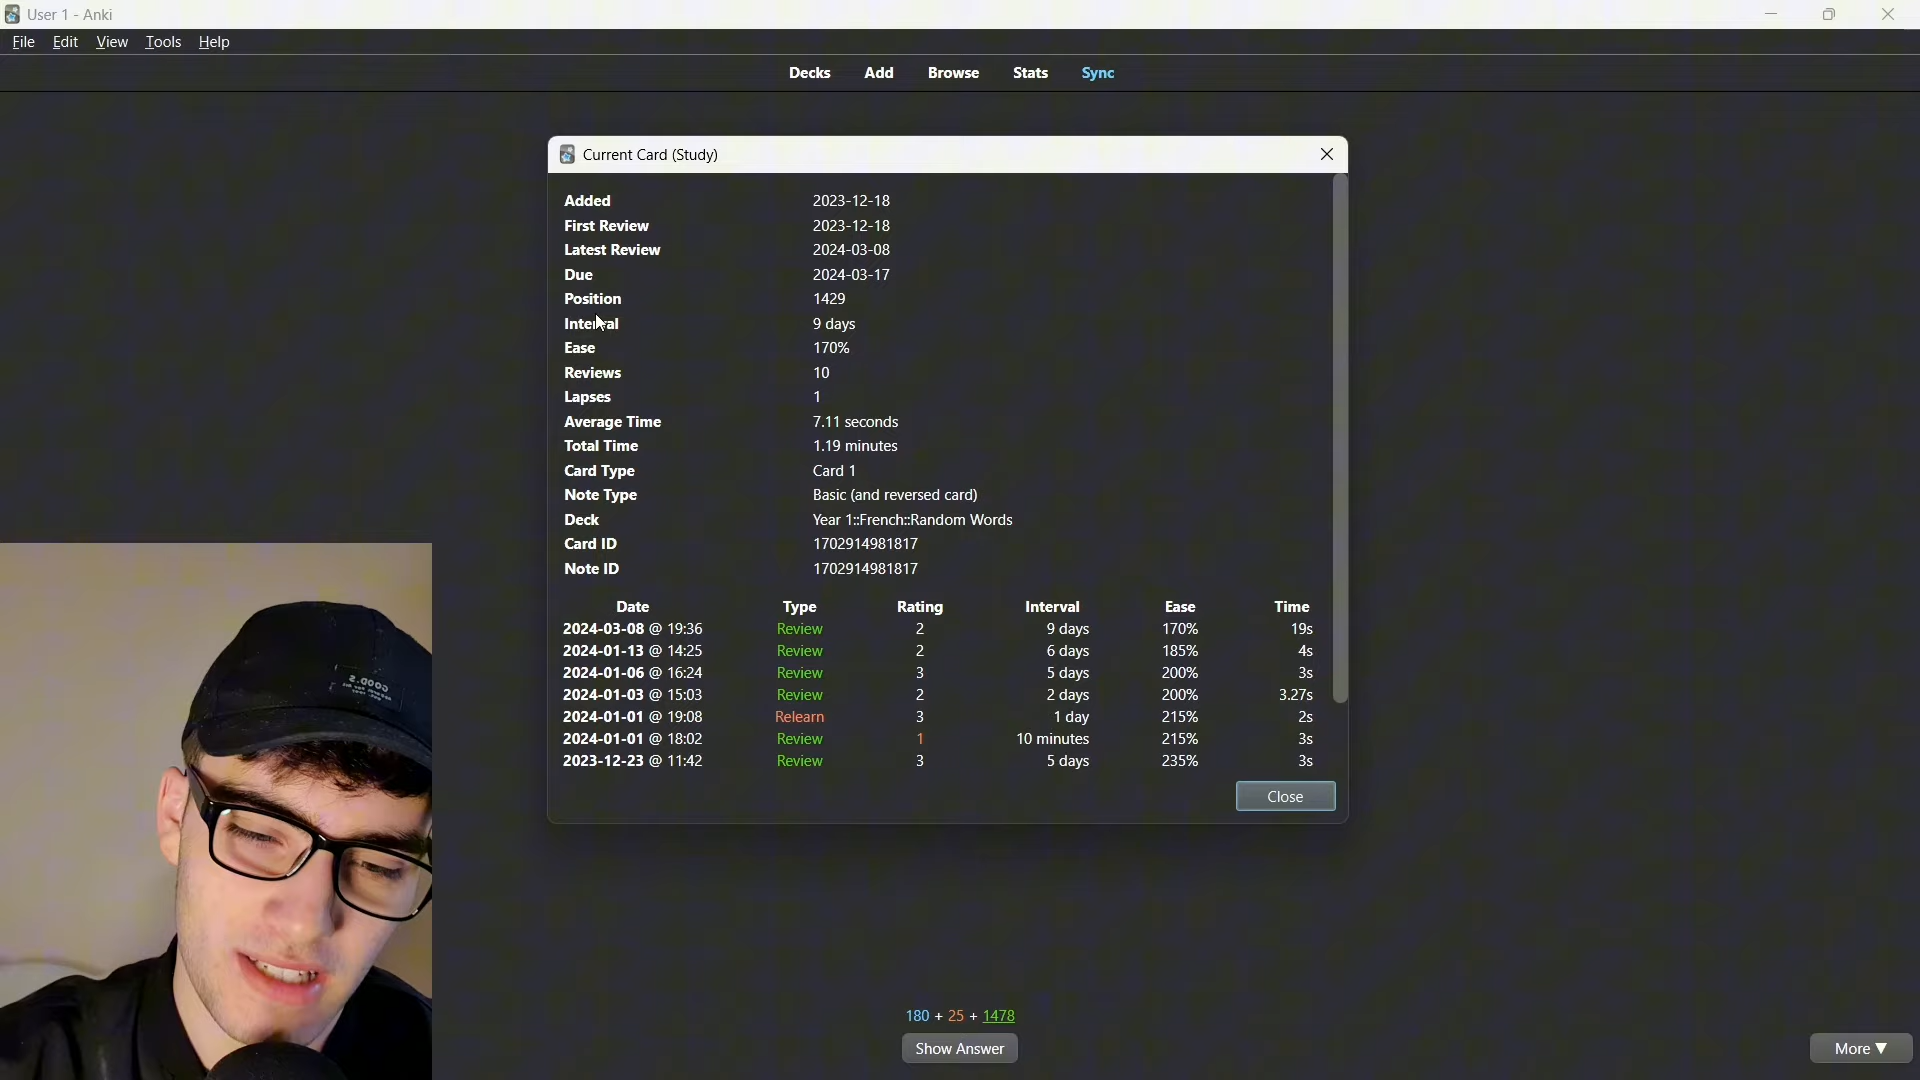 User 1 - Anki
File Edit View Tools Help
Decks Add Browse Stats Sync
Current Card (Study)
Added 2023-12-18
First Review 2023-12-18
Latest Review 2024-03-08
Due 2024-03-17
Position 1429
Interval 9 days
Ease 170%
Reviews 10
Lapses 1
Average Time 7.11 seconds
Total Time 1.19 minutes
Card Type Card 1
Note Type Basic (and reversed card)
Deck Year 1::French::Random Words
Card ID 1702914981817
Note ID 1702914981817
Date Type Rating Interval Ease Time
2024-03-08 @ 19:36 Review 2 9 days 170% 19s
2024-01-13 @ 14:25 Review 2 6 days 185% 4s
2024-01-06 @ 16:24 Review 3 5 days 200% 3s
2024-01-03 @ 15:03 Review 2 2 days 200% 3.27s
2024-01-01 @ 19:08 Relearn 3 1 day 215% 2s
2024-01-01 @ 18:02 Review 1 10 minutes 215% 3s
2023-12-23 @ 11:42 Review 3 5 days 235% 3s
Close
180 + 25 + 1478
Show Answer
More ▼